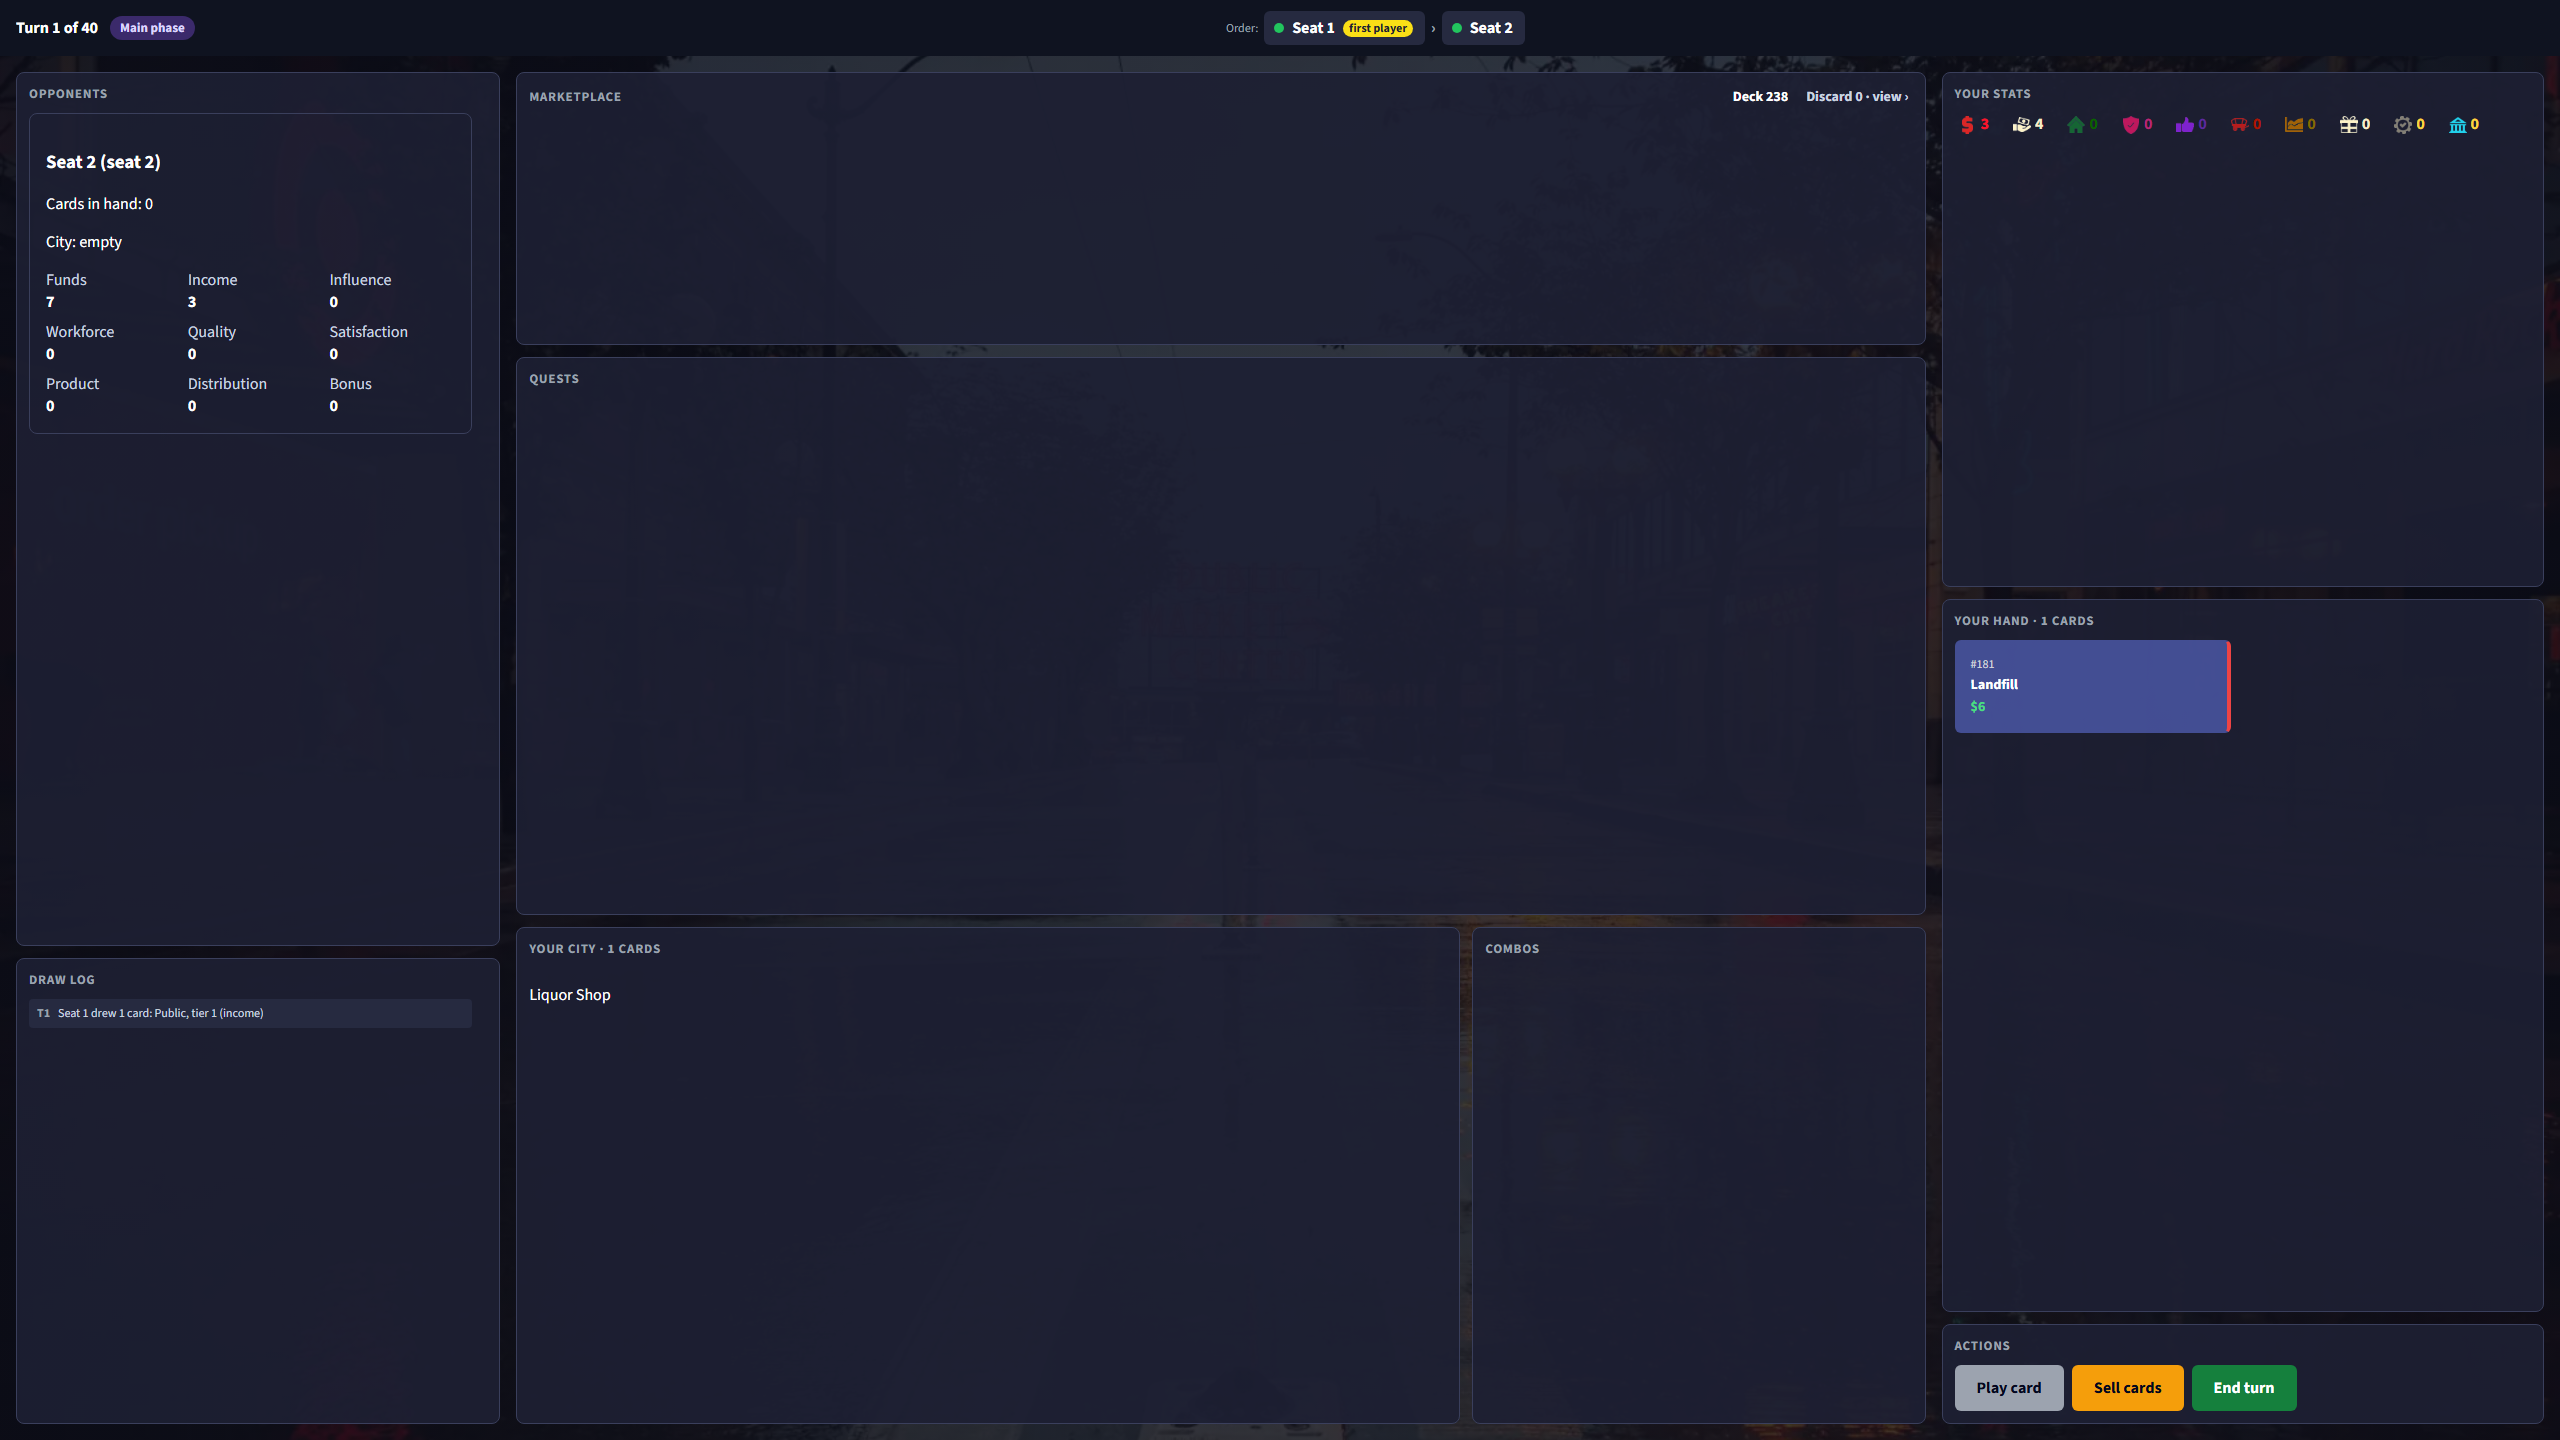 Turn 1 of 40 Main phase
Order: Seat 1 first player › Seat 2
OPPONENTS
Seat 2 (seat 2)
Cards in hand: 0
City: empty
Funds Income Influence
7 3 0
Workforce Quality Satisfaction
0 0 0
Product Distribution Bonus
0 0 0
DRAW LOG
T1 Seat 1 drew 1 card: Public, tier 1 (income)
MARKETPLACE Deck 238 Discard 0 · view ›
QUESTS
YOUR CITY · 1 CARDS
Liquor Shop
COMBOS
YOUR STATS
3 4 0 0 0 0 0 0 0 0
YOUR HAND · 1 CARDS
#181
Landfill
$6
ACTIONS
Play card Sell cards End turn